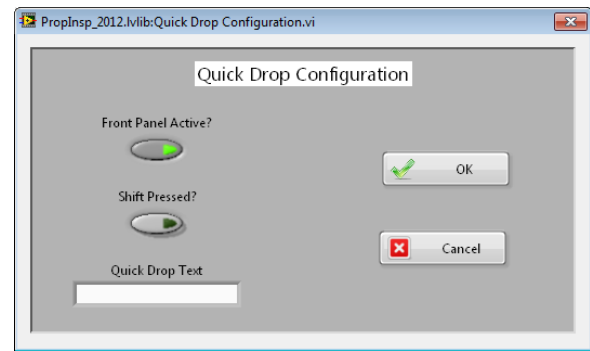 PropInsp_2012.lvlib:Quick Drop Configuration.vi
Quick Drop Configuration
Front Panel Active?
OK
Shift Pressed?
Cancel
Quick Drop Text